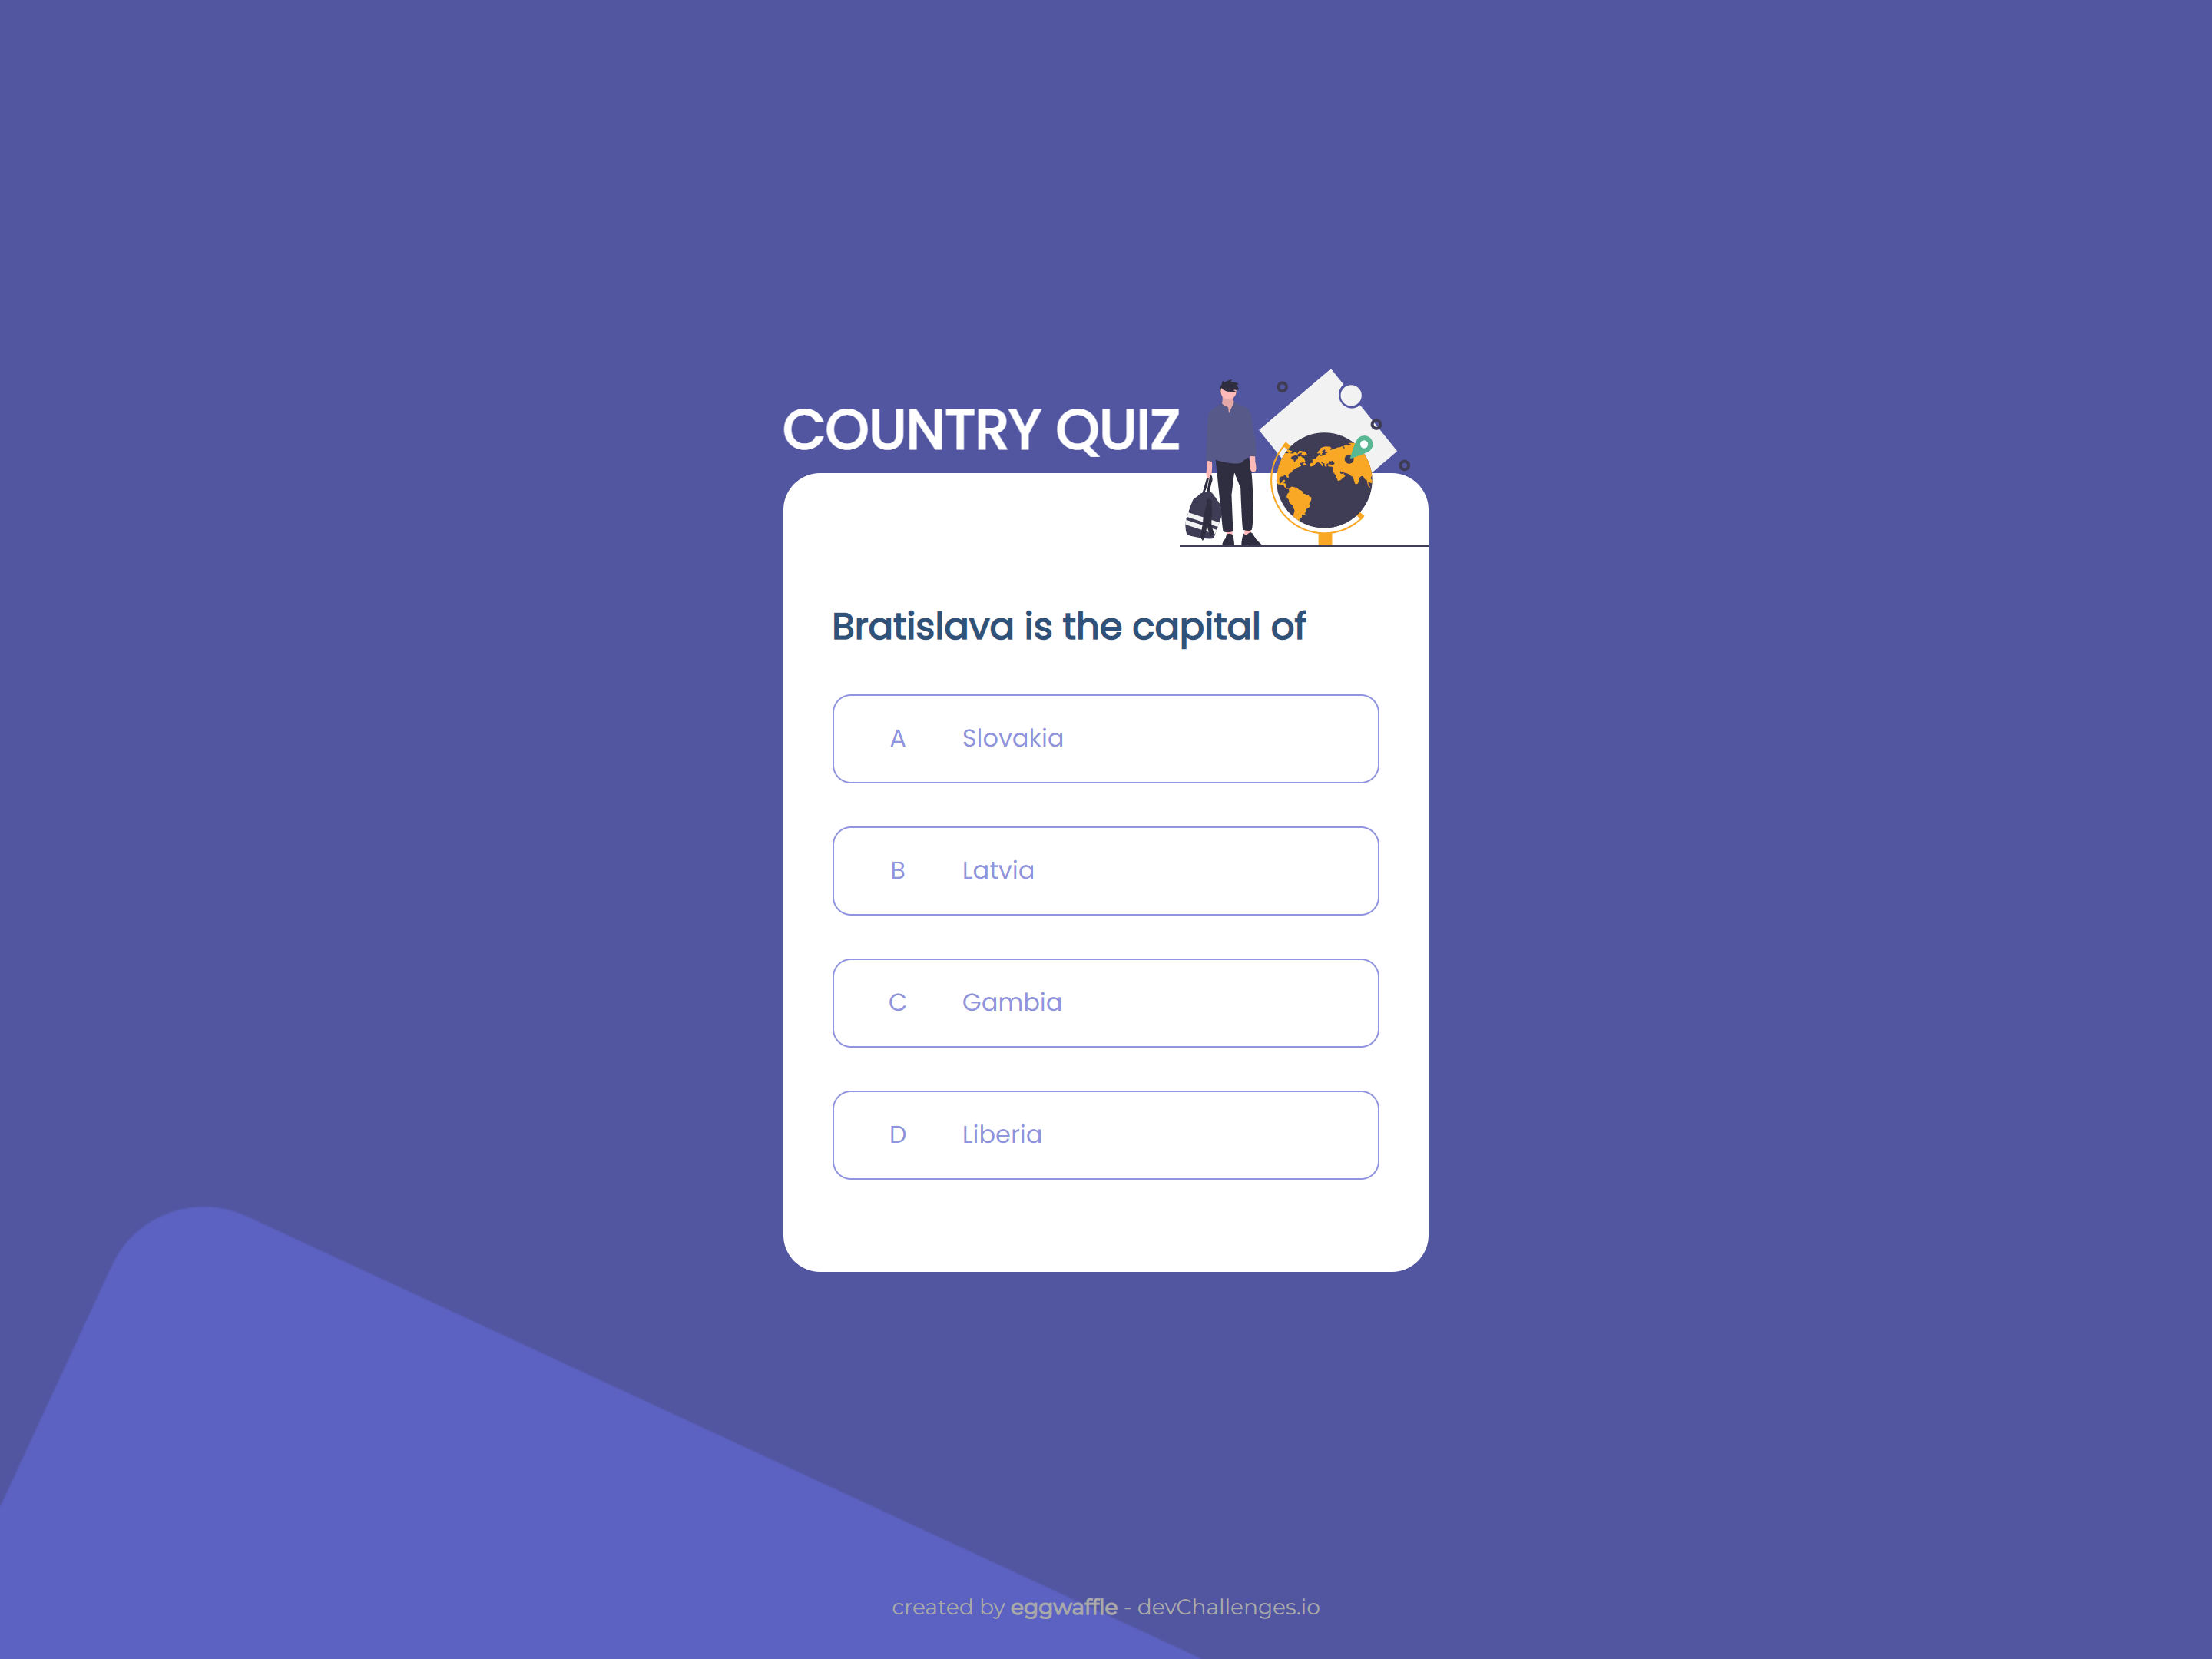 COUNTRY QUIZ
Bratislava is the capital of
A Slovakia
B Latvia
C Gambia
D Liberia
created by eggwaffle - devChallenges.io